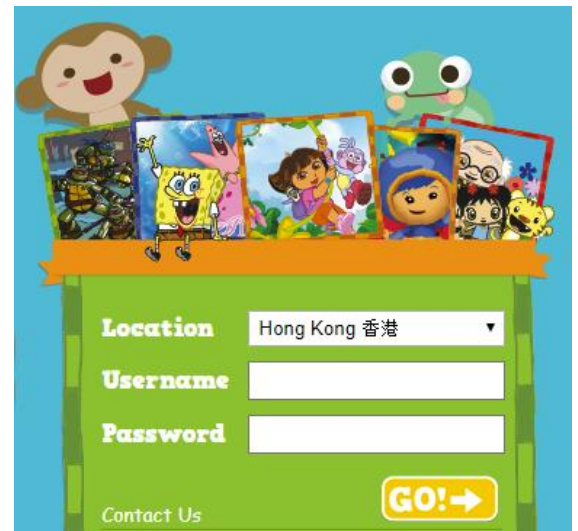 Location Hong Kong 香港
Username
Password
GO!
Contact Us